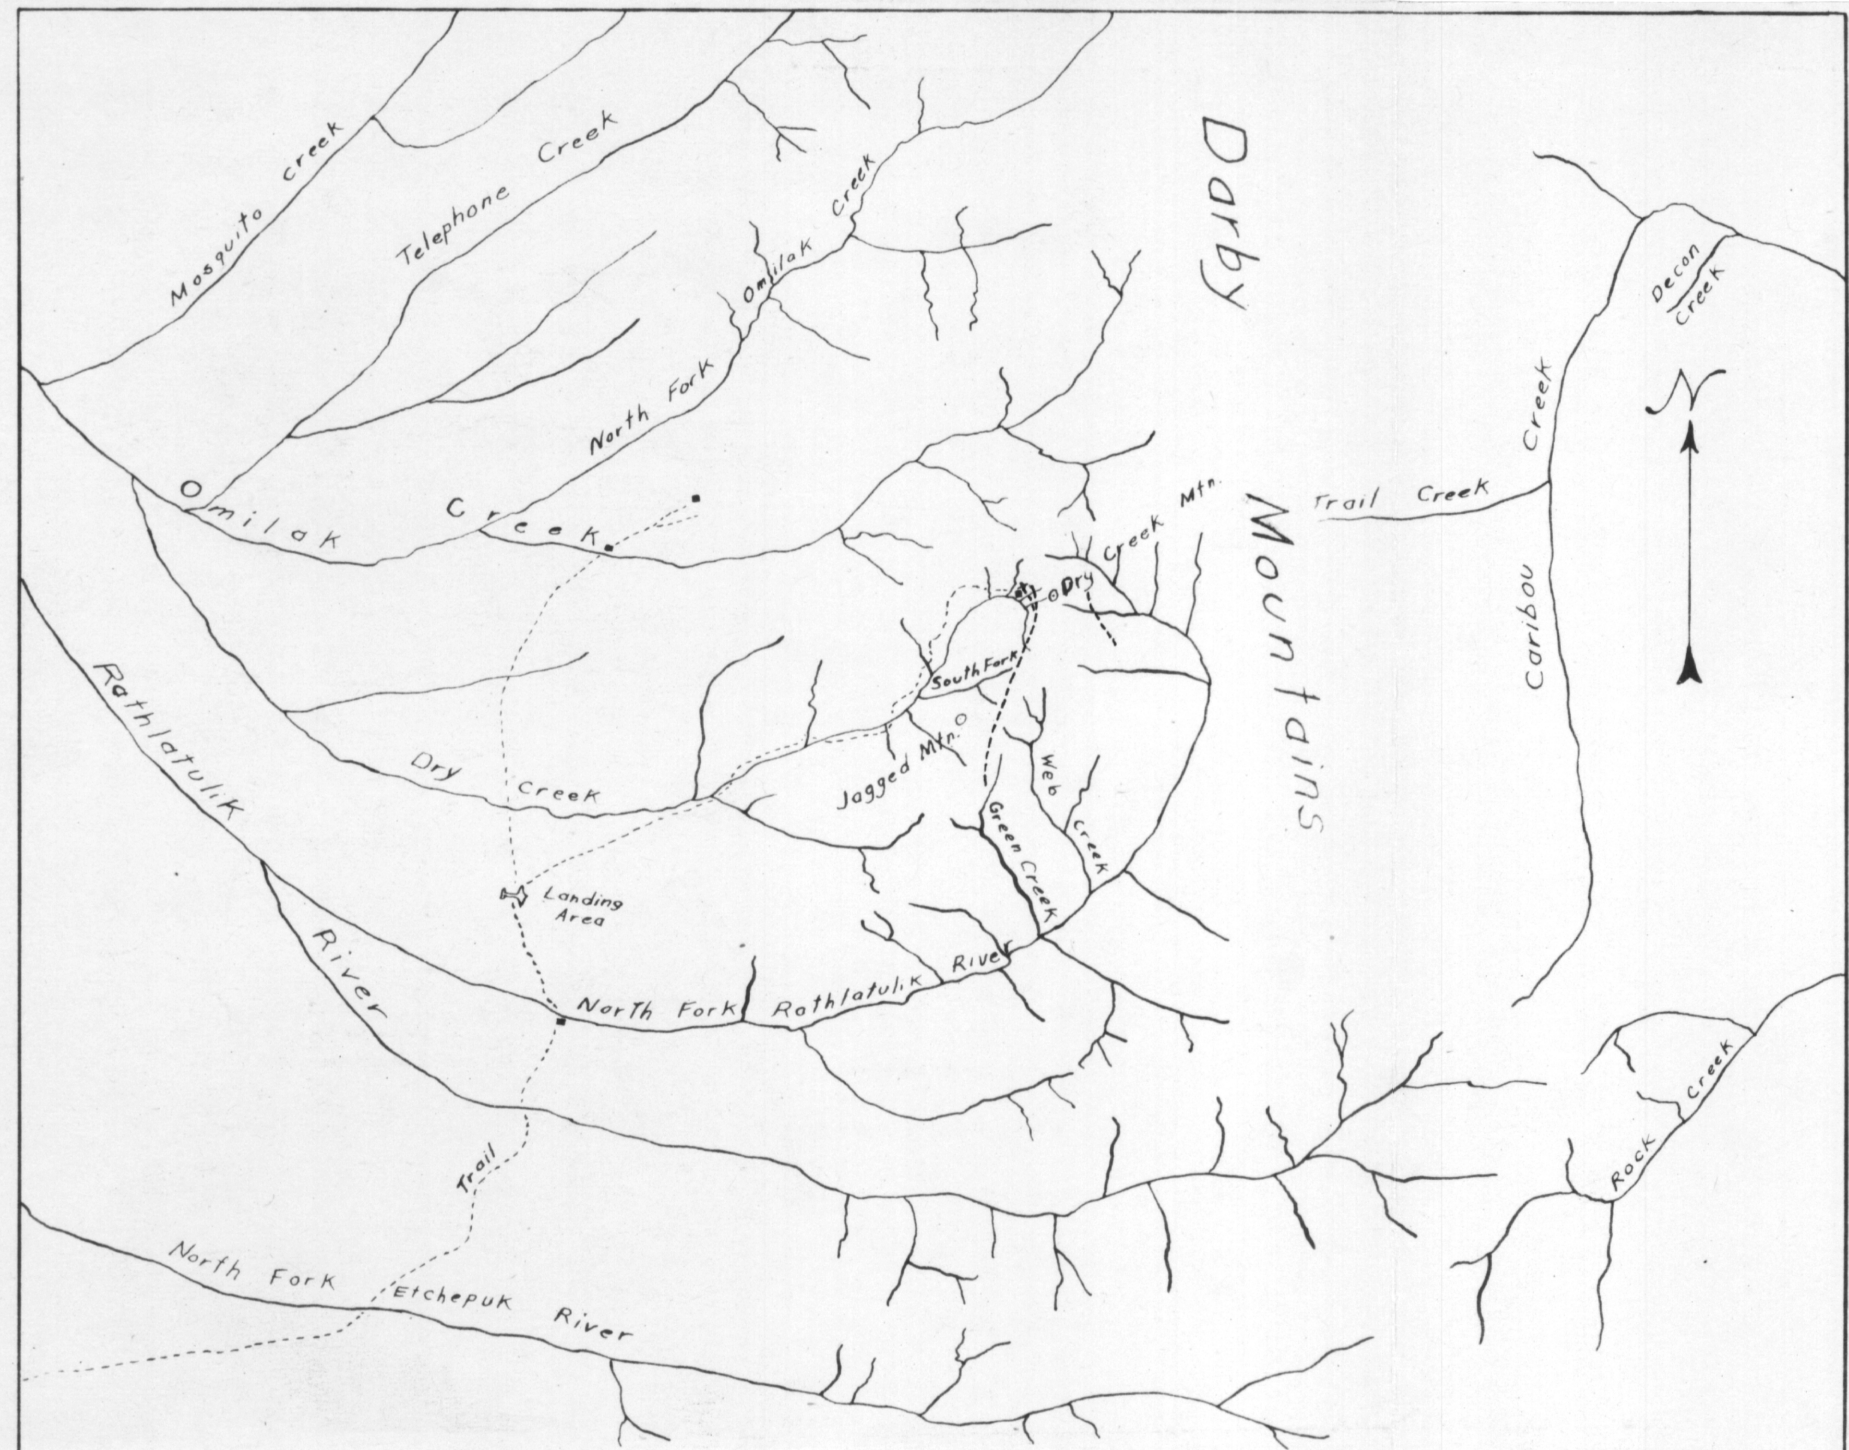 Mosquito creek
Telephone Creek
North Fork Omilak Creek
Darby Mountains
Decon
Creek
N
Omilak Creek
Dry Creek Mtn.
Trail Creek
Caribou Creek
South Fork
Jagged Mtn.
Web Creek
Green Creek
Rathlatulik River
Dry Creek
Landing
Area
North Fork Rathlatulik River
Trail
North Fork Etchepuk River
Rock Creek